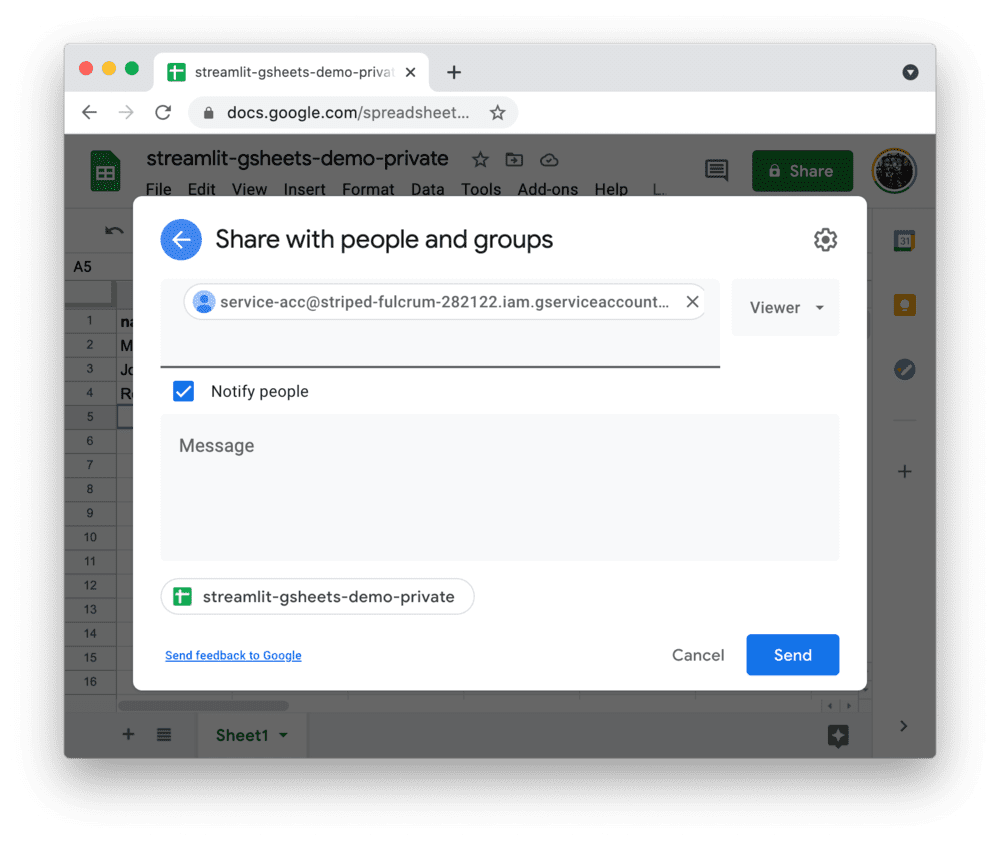 streamlit-gsheets-demo-privat
docs.google.com/spreadsheet...
streamlit-gsheets-demo-private
Share
File Edit View Insert Format Data Tools Add-ons Help L.
A5
31
Share with people and groups
service-acc@striped-fulcrum-282122.iam.gserviceaccount...
Viewer
Notify people
Message
streamlit-gsheets-demo-private
Send feedback to Google
Cancel
Send
1 na
2 M
3 Jo
4 Re
5
6
7
8
9
10
11
12
13
14
15
16
Sheet1